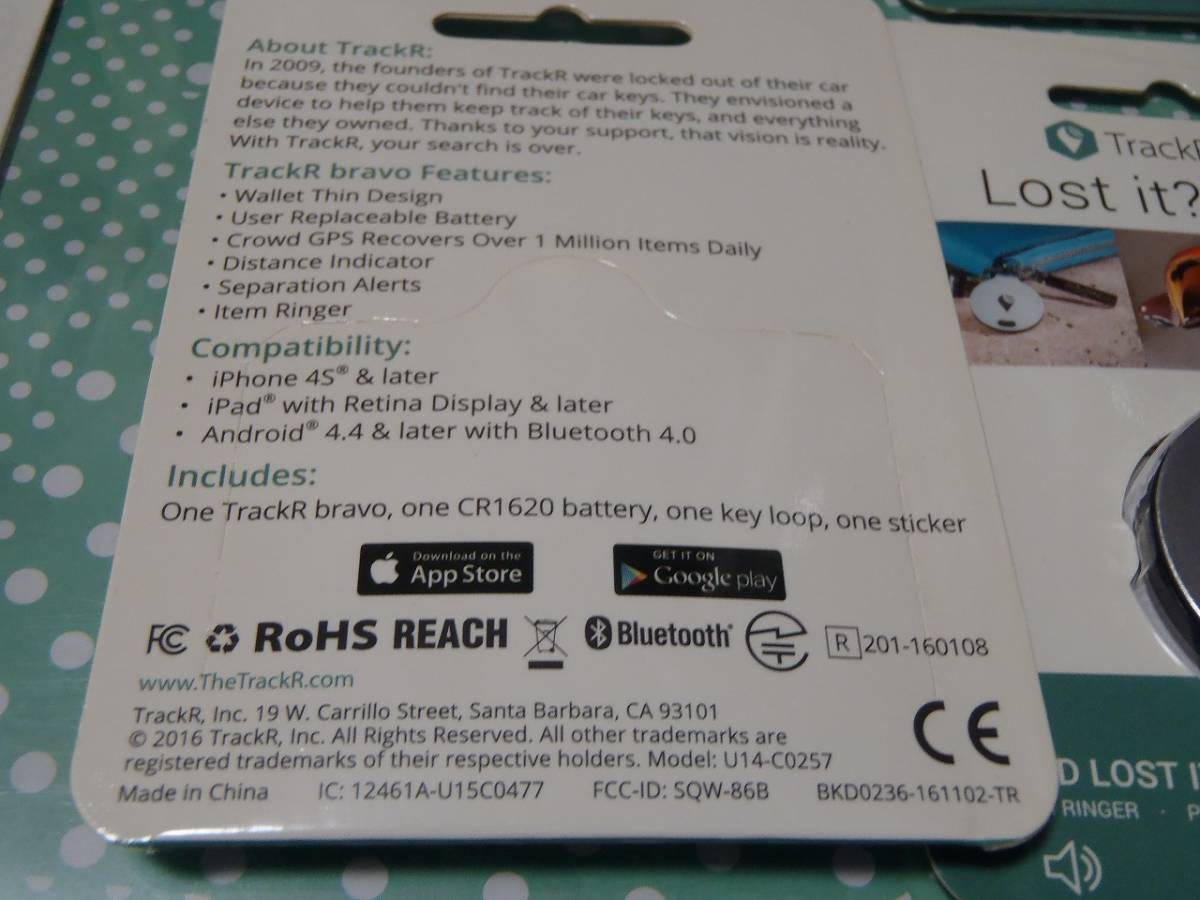 About TrackR:
In 2009, the founders of TrackR were locked out of their car
because they couldn't find their car keys. They envisioned a
device to help them keep track of their keys, and everything
else they owned. Thanks to your support, that vision is reality.
With TrackR, your search is over.
TrackR bravo Features:
• Wallet Thin Design
• User Replaceable Battery
• Crowd GPS Recovers Over 1 Million Items Daily
• Distance Indicator
• Separation Alerts
• Item Ringer
Compatibility:
• iPhone 4S® & later
• iPad® with Retina Display & later
• Android® 4.4 & later with Bluetooth 4.0
Includes:
One TrackR bravo, one CR1620 battery, one key loop, one sticker
Download on the
App Store
GET IT ON
Google play
FC RoHS REACH Bluetooth® R 201-160108
www.TheTrackR.com
TrackR, Inc. 19 W. Carrillo Street, Santa Barbara, CA 93101
© 2016 TrackR, Inc. All Rights Reserved. All other trademarks are
registered trademarks of their respective holders. Model: U14-C0257
CE
Made in China IC: 12461A-U15C0477 FCC-ID: SQW-86B BKD0236-161102-TR
TrackR
Lost it?
D LOST I
RINGER · P